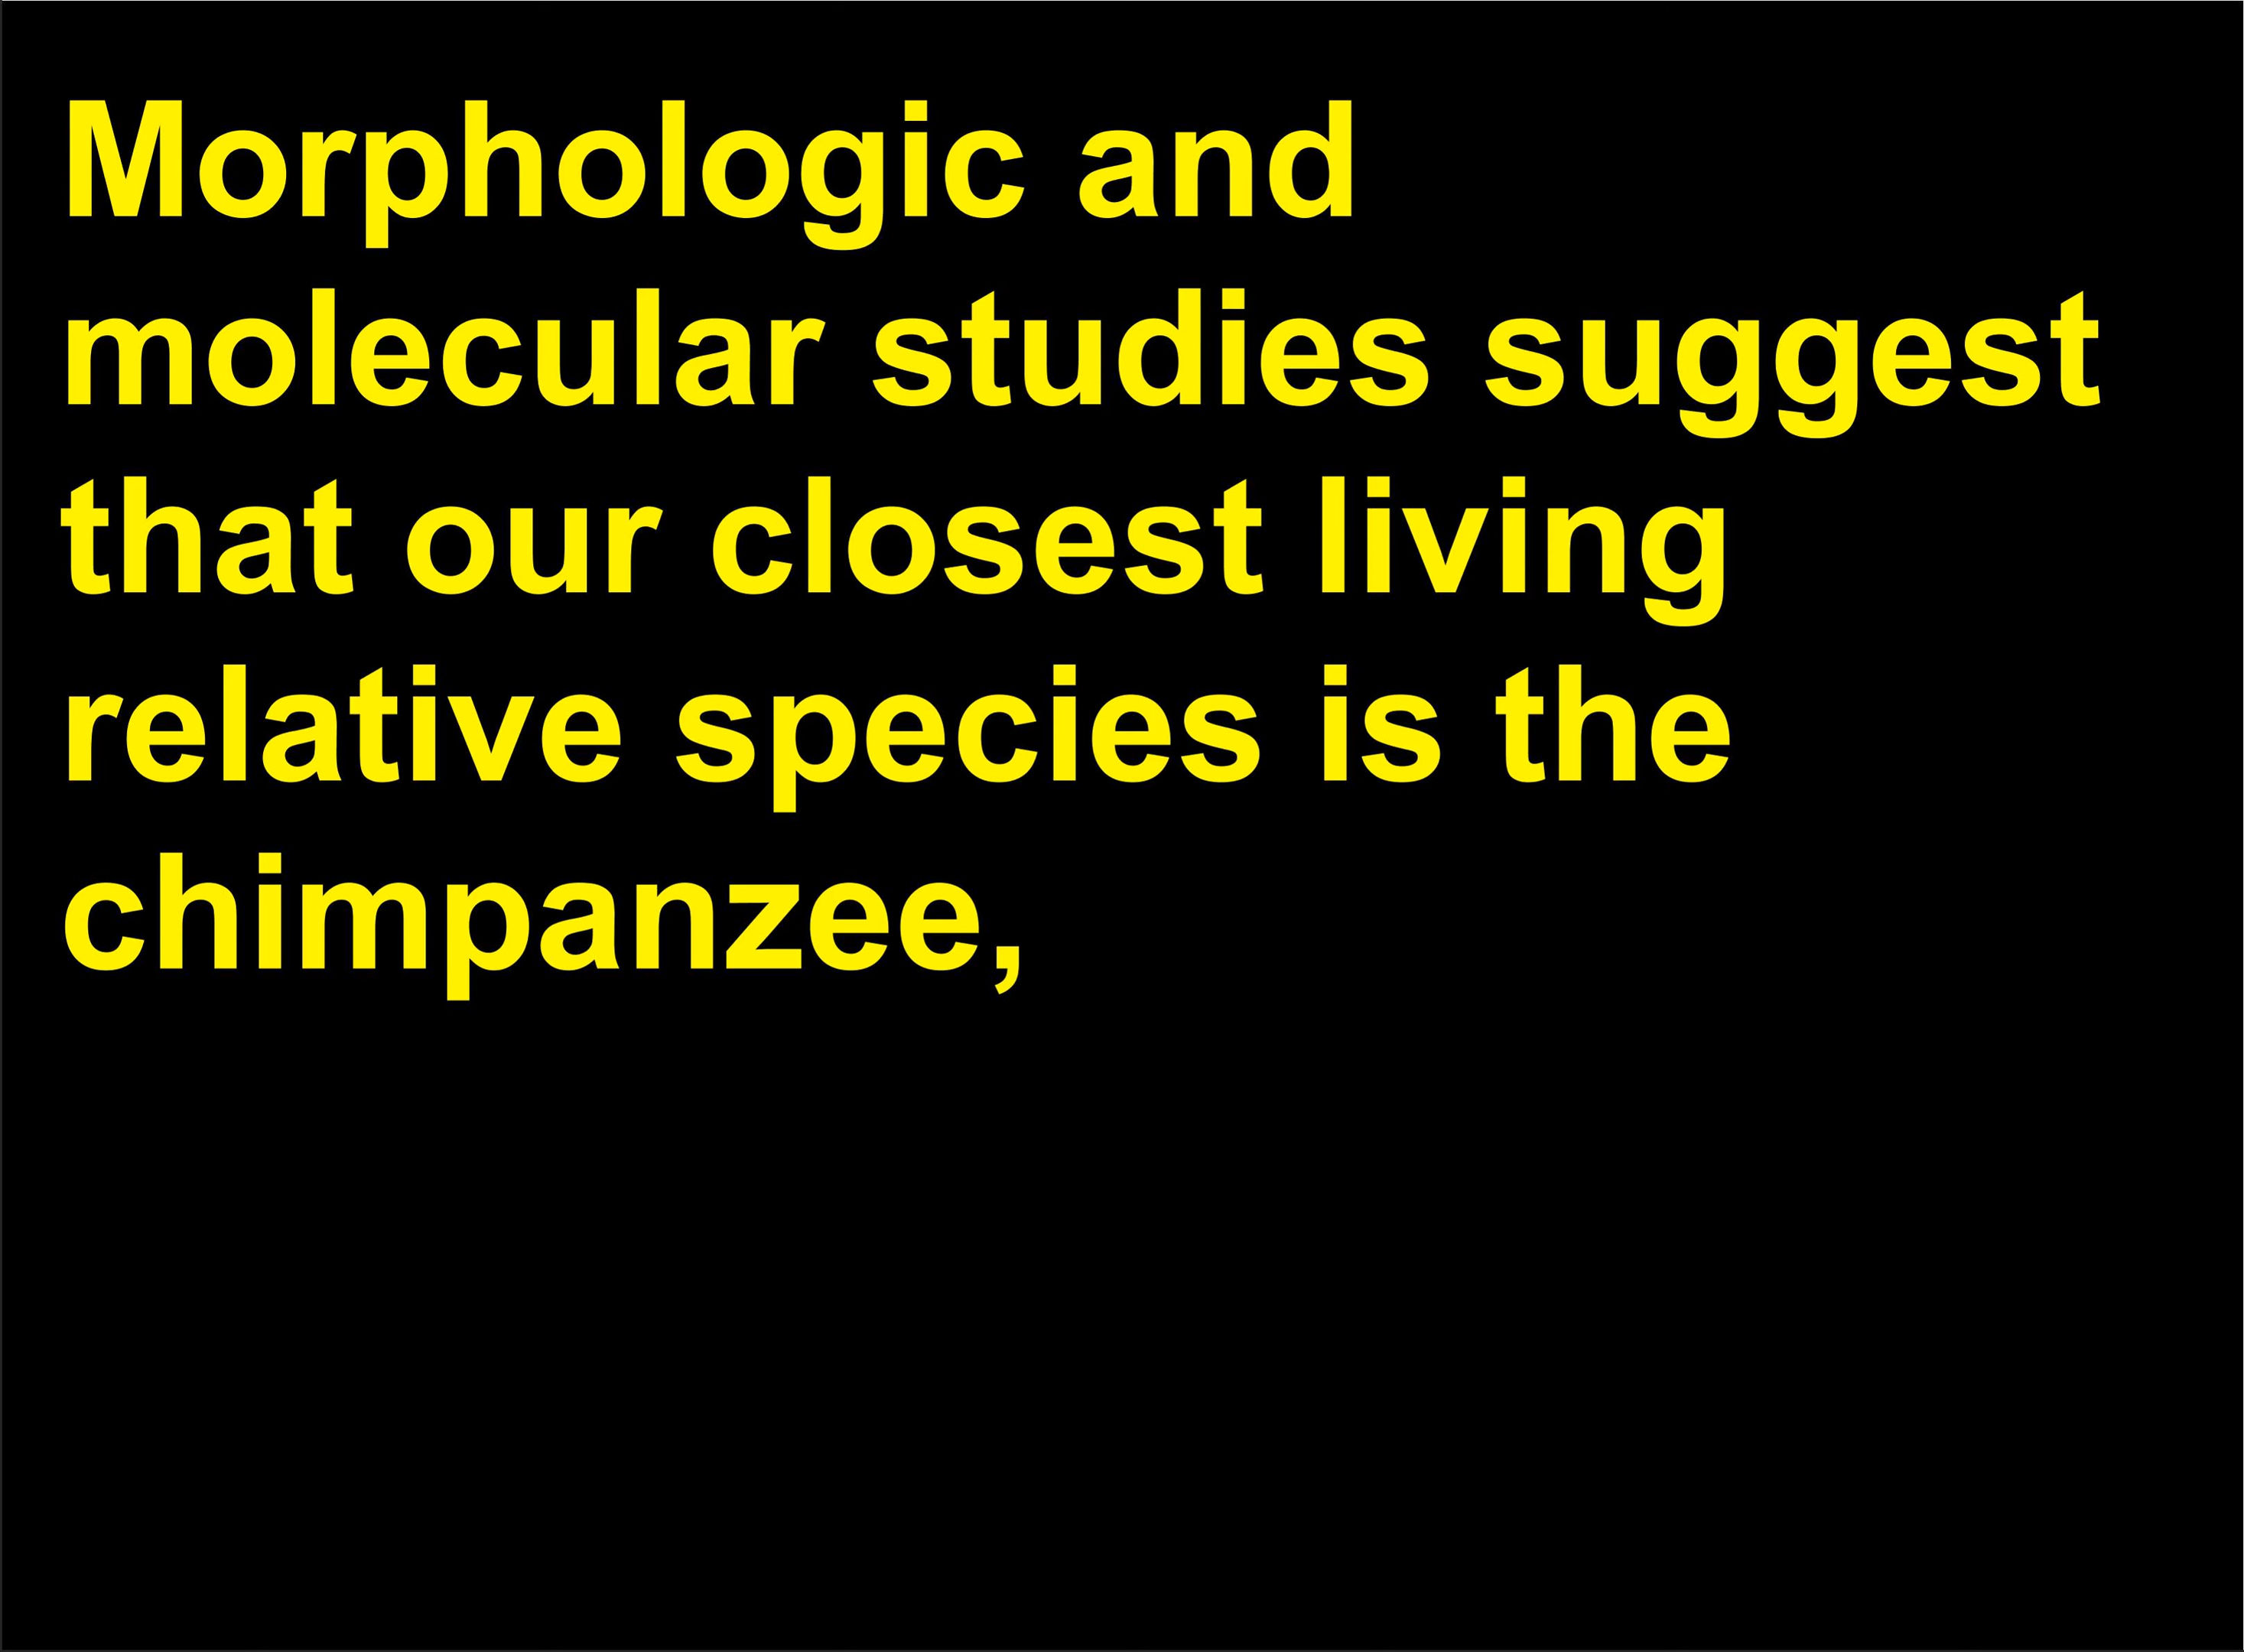 Morphologic and
molecular studies suggest
that our closest living
relative species is the
chimpanzee,